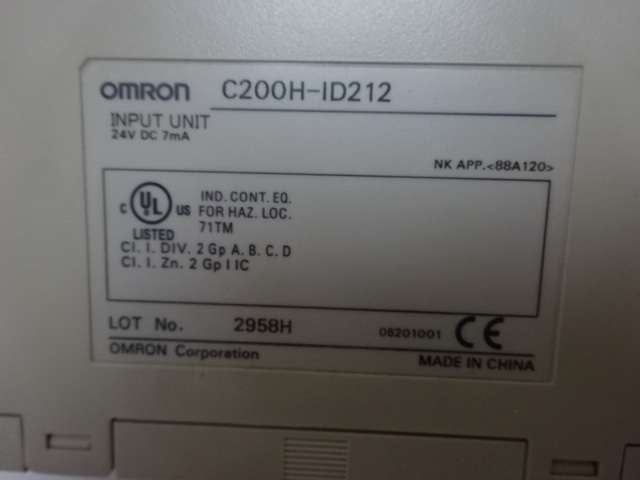 OMRON C200H-ID212
INPUT UNIT
24V DC 7mA
NK APP.<88A120>
C UL US LISTED
IND. CONT. EQ.
FOR HAZ. LOC.
71TM
Cl. I. DIV. 2 Gp A. B. C. D
Cl. I. Zn. 2 Gp I IC
LOT No. 2958H 06201001 CE
OMRON Corporation
MADE IN CHINA